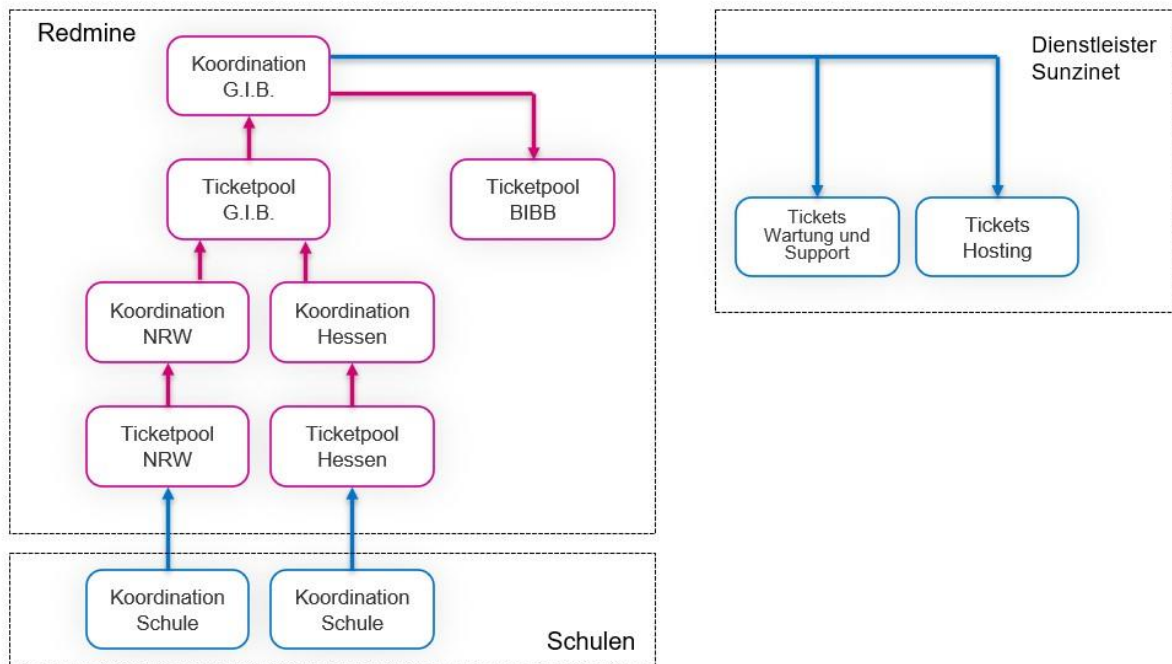 Redmine
Koordination
G.I.B.
Dienstleister
Sunzinet
Ticketpool
G.I.B.
Ticketpool
BIBB
Tickets
Wartung und
Support
Tickets
Hosting
Koordination
NRW
Koordination
Hessen
Ticketpool
NRW
Ticketpool
Hessen
Koordination
Schule
Koordination
Schule
Schulen